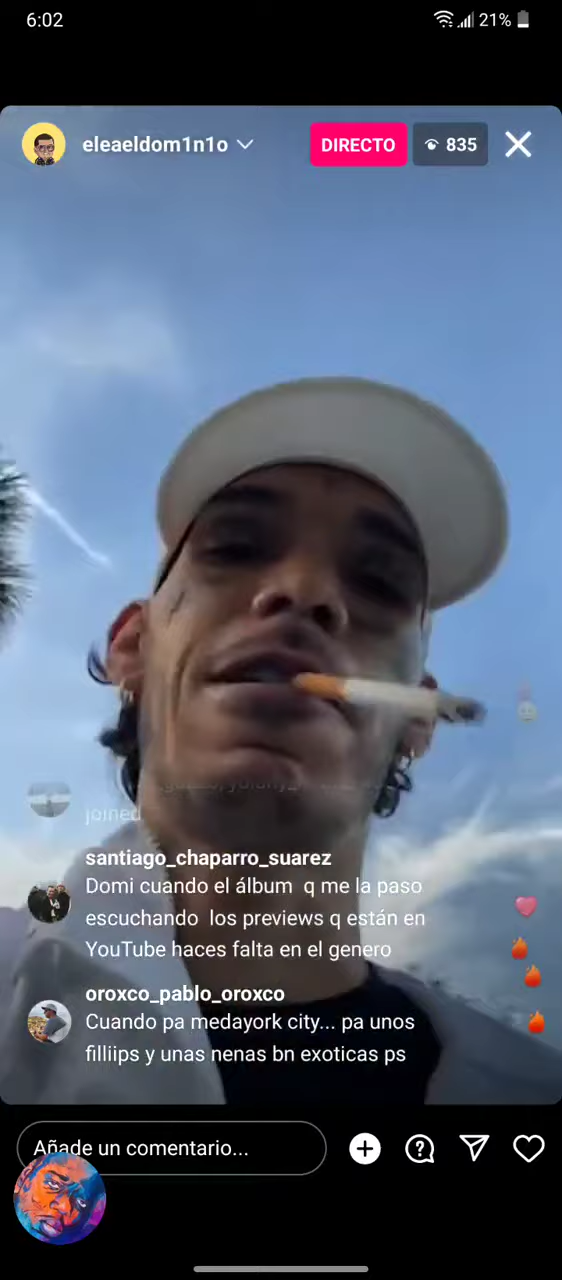 6:02
21%
eleaeldom1n1o
DIRECTO
835
joined
santiago_chaparro_suarez
Domi cuando el álbum q me la paso
escuchando los previews q están en
YouTube haces falta en el genero
oroxco_pablo_oroxco
Cuando pa medayork city... pa unos
filliips y unas nenas bn exoticas ps
Añade un comentario...